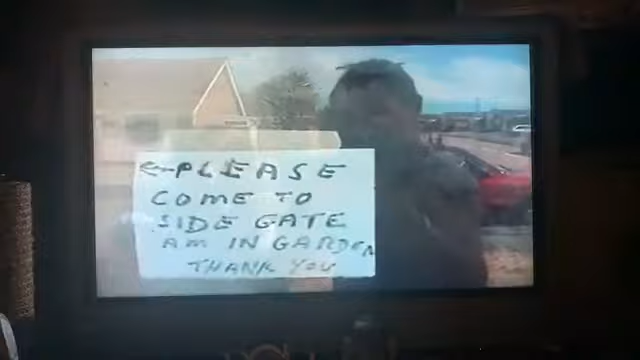 ←PLEASE
COME TO
SIDE GATE
AM IN GARDEN
THANK YOU